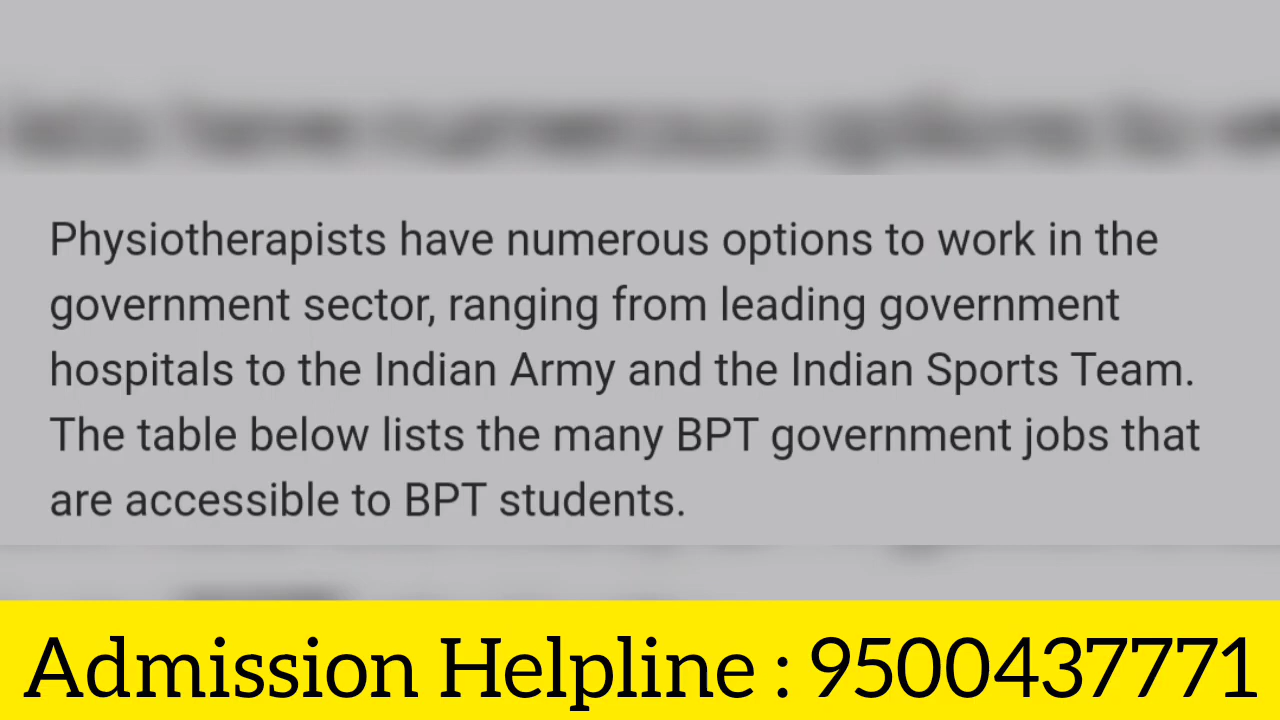 Physiotherapists have numerous options to work in the
government sector, ranging from leading government
hospitals to the Indian Army and the Indian Sports Team.
The table below lists the many BPT government jobs that
are accessible to BPT students.
Admission Helpline : 9500437771